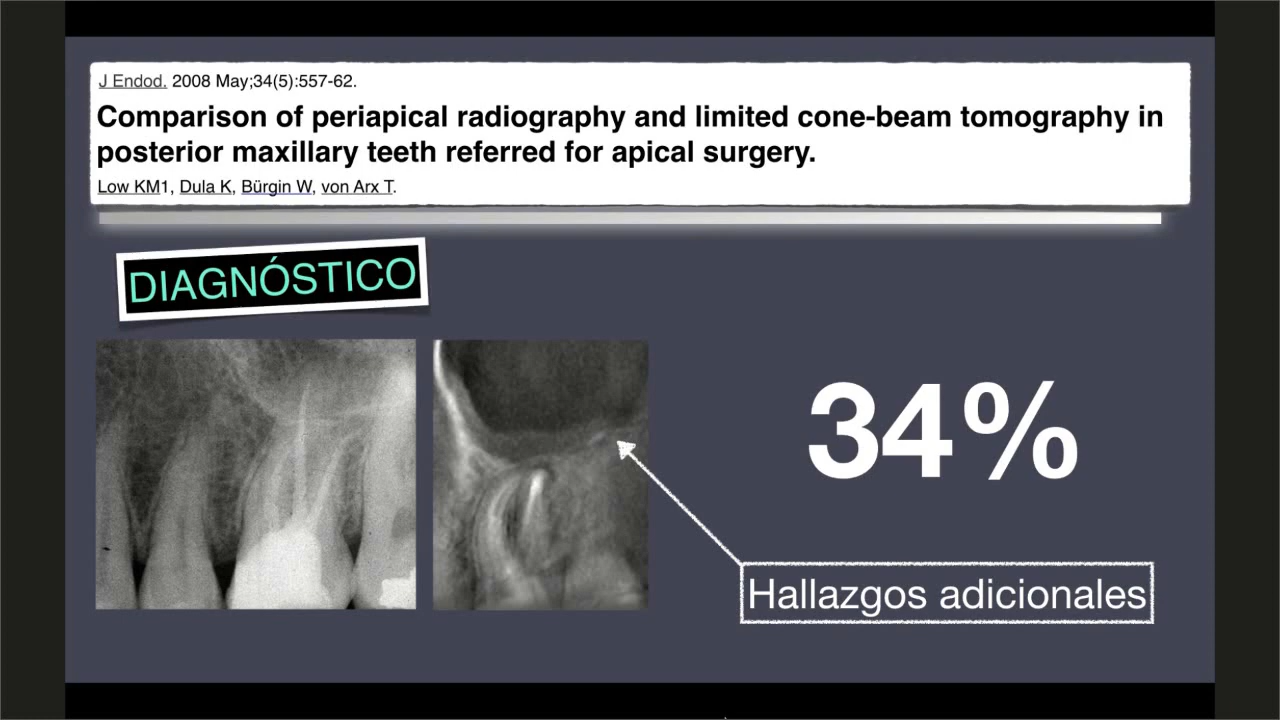 J Endod. 2008 May;34(5):557-62.
Comparison of periapical radiography and limited cone-beam tomography in
posterior maxillary teeth referred for apical surgery.
Low KM1, Dula K, Bürgin W, von Arx T.
DIAGNÓSTICO
34%
Hallazgos adicionales